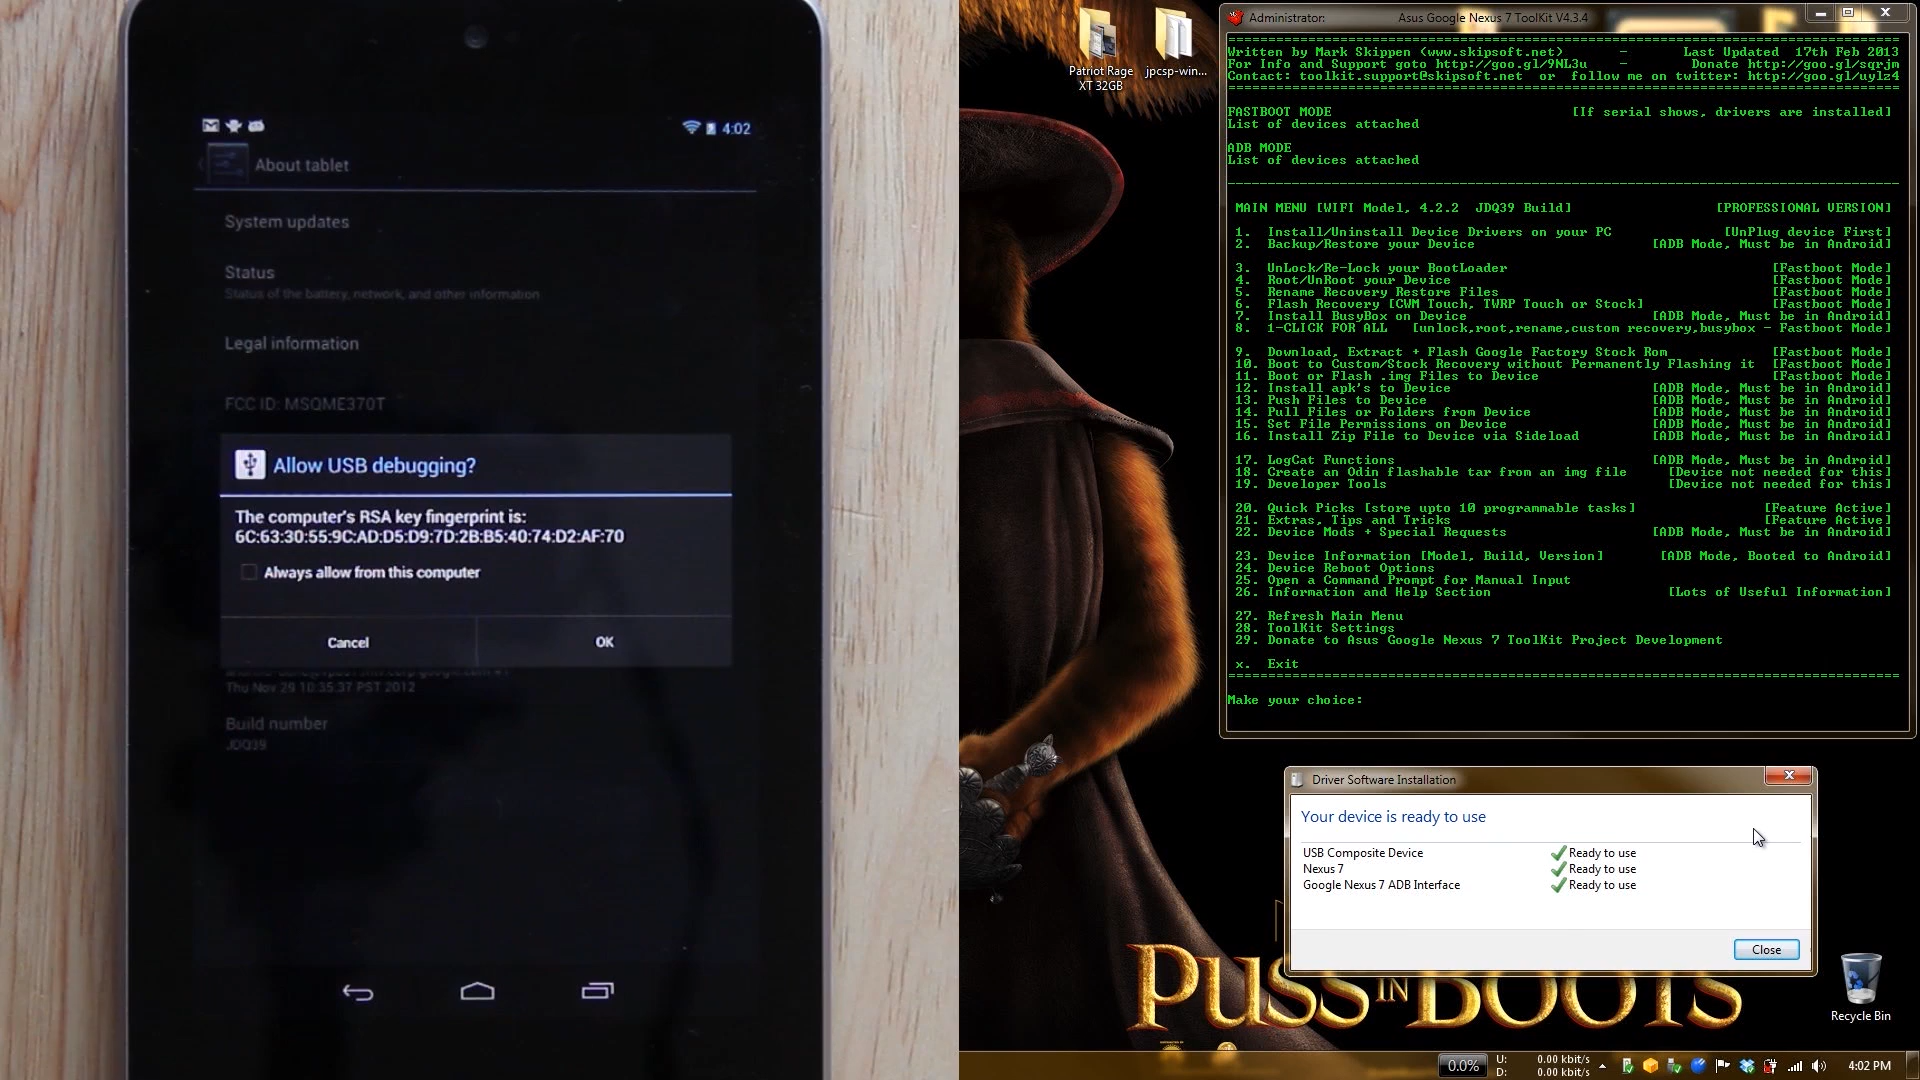 4:02
About tablet
System updates
Status
Status of the battery, network, and other information
Legal information
FCC ID: MSQME370T
Allow USB debugging?
The computer's RSA key fingerprint is:
6C:63:30:55:9C:AD:D5:D9:7D:2B:B5:40:74:D2:AF:70
Always allow from this computer
Cancel OK
Thu Nov 29 10:35:37 PST 2012
Build number
JDQ39
Patriot Rage
XT 32GB
jpcsp-win...
Administrator: Asus Google Nexus 7 ToolKit V4.3.4
Written by Mark Skippen (www.skipsoft.net) - Last Updated 17th Feb 2013
For Info and Support goto http://goo.gl/9NL3u - Donate http://goo.gl/sqrjm
Contact: toolkit.support@skipsoft.net or follow me on twitter: http://goo.gl/uylz4
FASTBOOT MODE [If serial shows, drivers are installed]
List of devices attached
ADB MODE
List of devices attached
MAIN MENU [WIFI Model, 4.2.2 JDQ39 Build] [PROFESSIONAL VERSION]
1. Install/Uninstall Device Drivers on your PC [UnPlug device First]
2. Backup/Restore your Device [ADB Mode, Must be in Android]
3. UnLock/Re-Lock your BootLoader [Fastboot Mode]
4. Root/UnRoot your Device [Fastboot Mode]
5. Rename Recovery Restore Files [Fastboot Mode]
6. Flash Recovery [CWM Touch, TWRP Touch or Stock] [Fastboot Mode]
7. Install BusyBox on Device [ADB Mode, Must be in Android]
8. 1-CLICK FOR ALL [unlock,root,rename,custom recovery,busybox - Fastboot Mode]
9. Download, Extract + Flash Google Factory Stock Rom [Fastboot Mode]
10. Boot to Custom/Stock Recovery without Permanently Flashing it [Fastboot Mode]
11. Boot or Flash .img Files to Device [Fastboot Mode]
12. Install apk's to Device [ADB Mode, Must be in Android]
13. Push Files to Device [ADB Mode, Must be in Android]
14. Pull Files or Folders from Device [ADB Mode, Must be in Android]
15. Set File Permissions on Device [ADB Mode, Must be in Android]
16. Install Zip File to Device via Sideload [ADB Mode, Must be in Android]
17. LogCat Functions [ADB Mode, Must be in Android]
18. Create an Odin flashable tar from an img file [Device not needed for this]
19. Developer Tools [Device not needed for this]
20. Quick Picks [store upto 10 programmable tasks] [Feature Active]
21. Extras, Tips and Tricks [Feature Active]
22. Device Mods + Special Requests [ADB Mode, Must be in Android]
23. Device Information [Model, Build, Version] [ADB Mode, Booted to Android]
24. Device Reboot Options
25. Open a Command Prompt for Manual Input
26. Information and Help Section [Lots of Useful Information]
27. Refresh Main Menu
28. ToolKit Settings
29. Donate to Asus Google Nexus 7 ToolKit Project Development
x. Exit
Make your choice:
Driver Software Installation
Your device is ready to use
USB Composite Device Ready to use
Nexus 7 Ready to use
Google Nexus 7 ADB Interface Ready to use
Close
PUSS IN BOOTS
Recycle Bin
0.0% U: 0.00 kbit/s
D: 0.00 kbit/s
4:02 PM